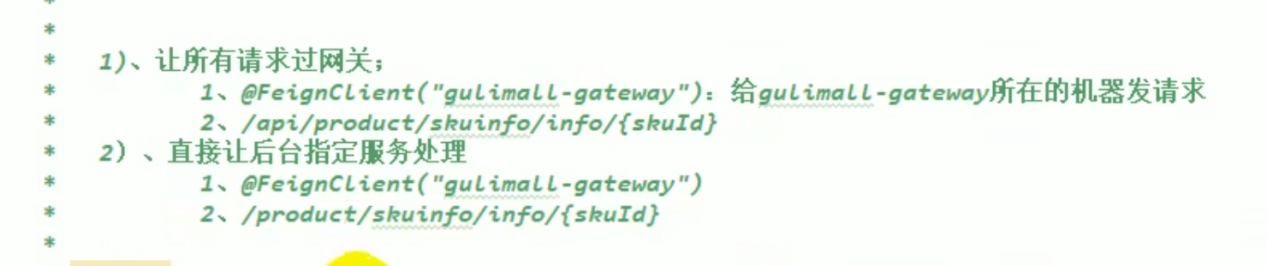 *
*
* 1)、让所有请求过网关;
* 1、@FeignClient("gulimall-gateway"):给gulimall-gateway所在的机器发请求
* 2、/api/product/skuinfo/info/{skuId}
* 2）、直接让后台指定服务处理
* 1、@FeignClient("gulimall-gateway")
* 2、/product/skuinfo/info/{skuId}
*